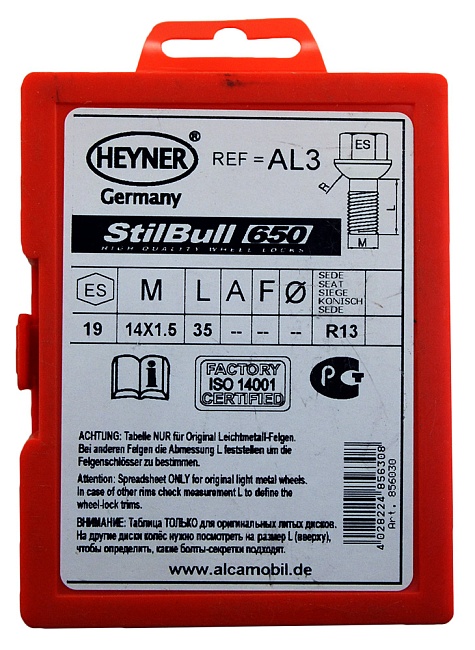 HEYNER ®
Germany
REF = AL3
ES
R
L
M
StilBull 650
HIGH QUALITY WHEEL LOCKS
ES M L A F Ø SEDE
SEAT
SIEGE
KONISCH
SEDE
19 14X1.5 35 -- -- -- R13
i
FACTORY
ISO 14001
CERTIFIED
РСТ
ACHTUNG: Tabelle NUR für Original Leichtmetall-Felgen.
Bei anderen Felgen die Abmessung L feststellen um die
Felgenschlösser zu bestimmen.
Attention: Spreadsheet ONLY for original light metal wheels.
In case of other rims check measurement L to define the
wheel-lock trims.
ВНИМАНИЕ: Таблица ТОЛЬКО для оригинальных литых дисков.
На другие диски колёс нужно посмотреть на размер L (вверху),
чтобы определить, какие болты-секретки подходят.
www.alcamobil.de
4 028224 856308
Art. 856030